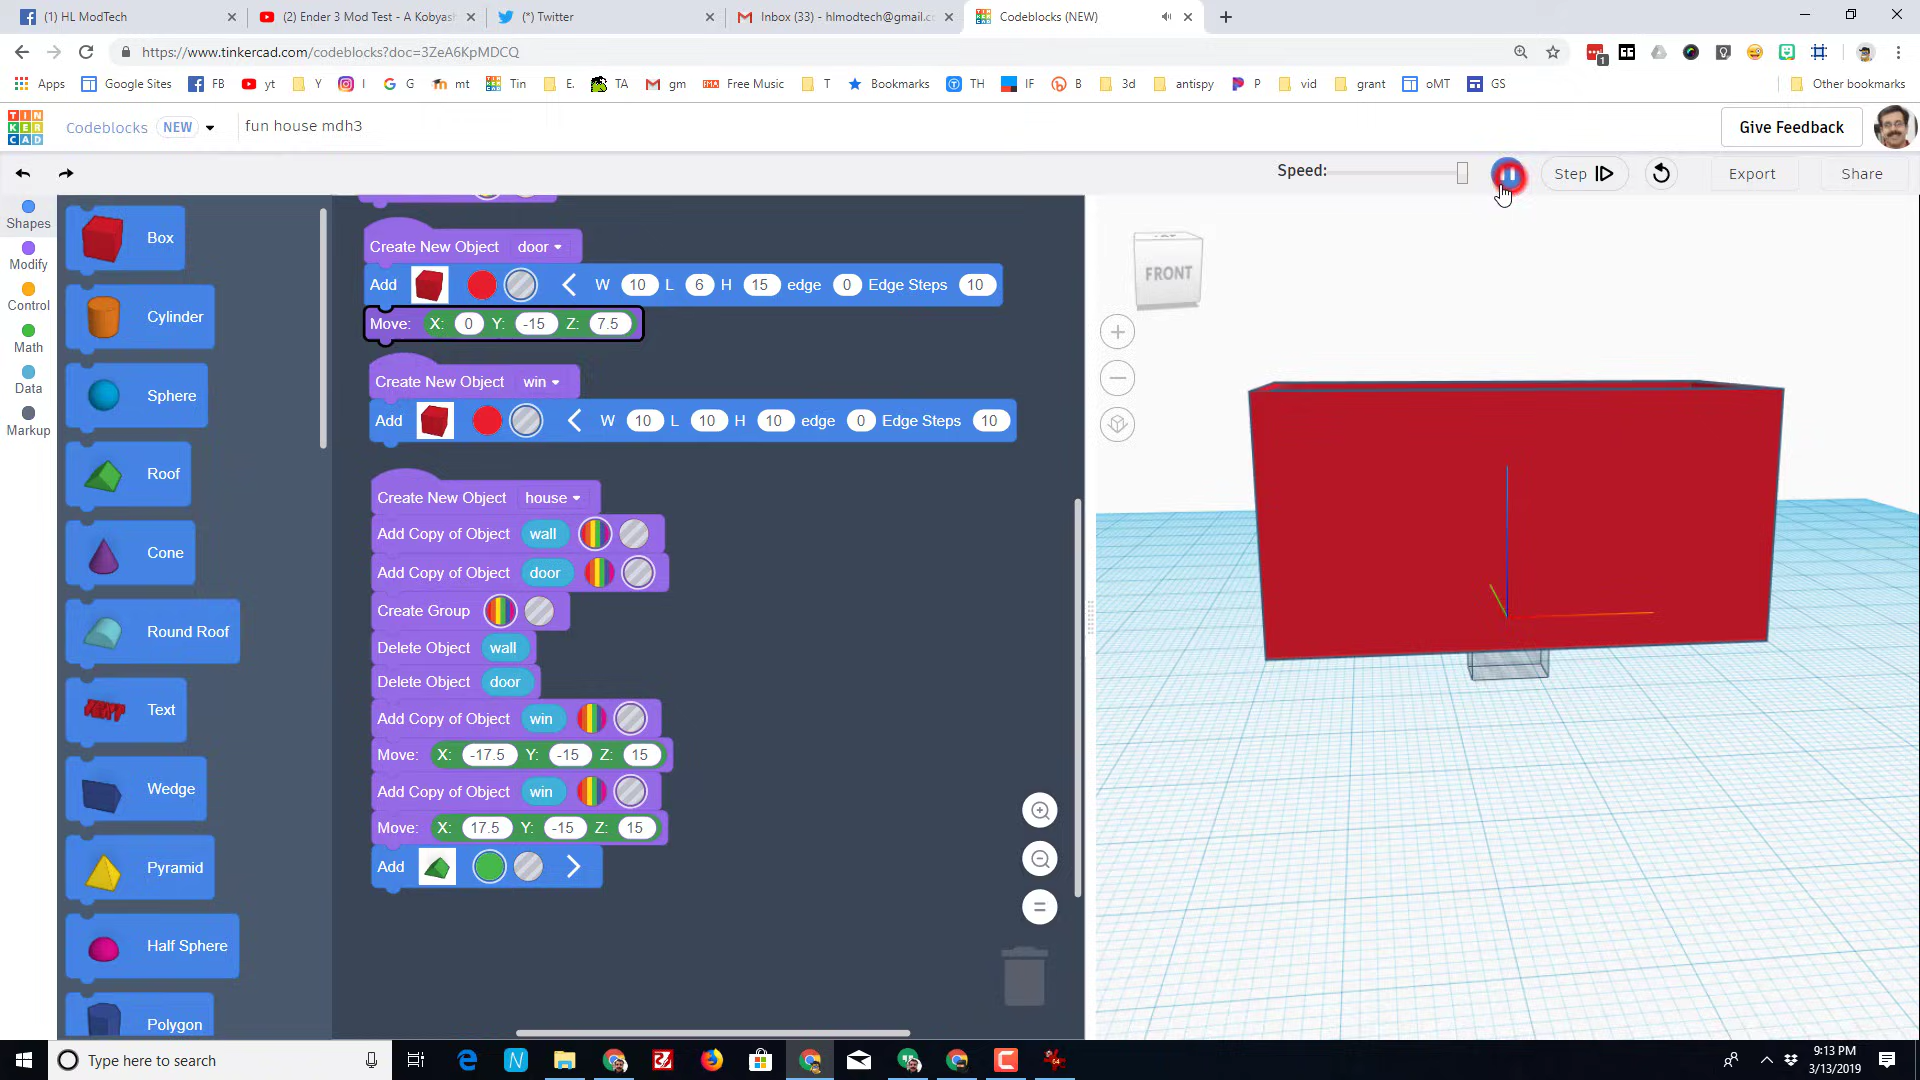 (1) HL ModTech
(2) Ender 3 Mod Test - A Kobyash
(*) Twitter
Inbox (33) - hlmodtech@gmail.c
Codeblocks (NEW)
https://www.tinkercad.com/codeblocks?doc=3ZeA6KpMDCQ
1
Apps Google Sites FB yt Y I G mt Tin E. TA gm Free Music T Bookmarks TH IF B 3d antispy P vid grant oMT GS Other bookmarks
TINKERCAD
Codeblocks NEW
fun house mdh3
Give Feedback
Speed:
Step
Export
Share
Shapes
Modify
Control
Math
Data
Markup
Box
Cylinder
Sphere
Roof
Cone
Round Roof
Text
Wedge
Pyramid
Half Sphere
Polygon
Create New Object door
Add W 10 L 6 H 15 edge 0 Edge Steps 10
Move: X: 0 Y: -15 Z: 7.5
Create New Object win
Add W 10 L 10 H 10 edge 0 Edge Steps 10
Create New Object house
Add Copy of Object wall
Add Copy of Object door
Create Group
Delete Object wall
Delete Object door
Add Copy of Object win
Move: X: -17.5 Y: -15 Z: 15
Add Copy of Object win
Move: X: 17.5 Y: -15 Z: 15
Add
FRONT
Type here to search
9:13 PM
3/13/2019